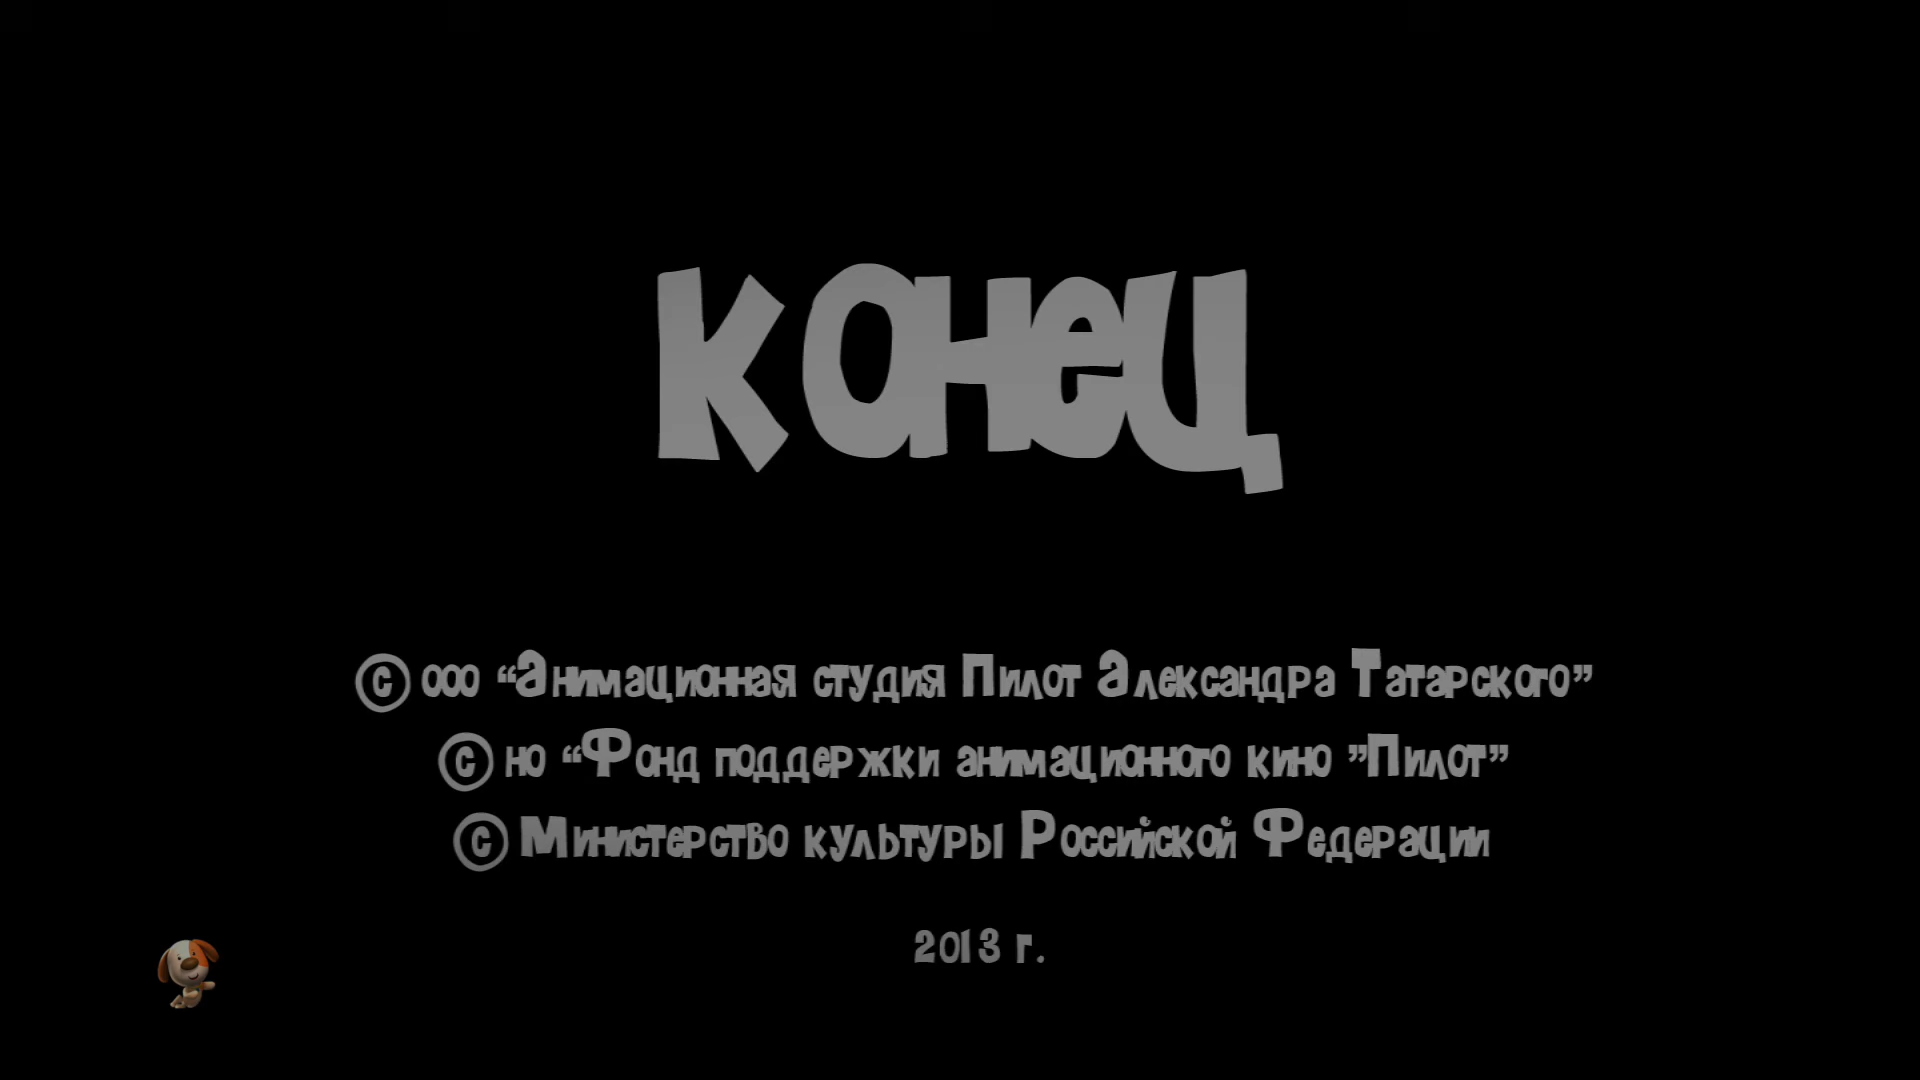 Конец
© ооо “Анимационная студия Пилот Александра Татарского”
© но “Фонд поддержки анимационного кино ”Пилот”
© Министерство культуры Российской Федерации
2013 г.